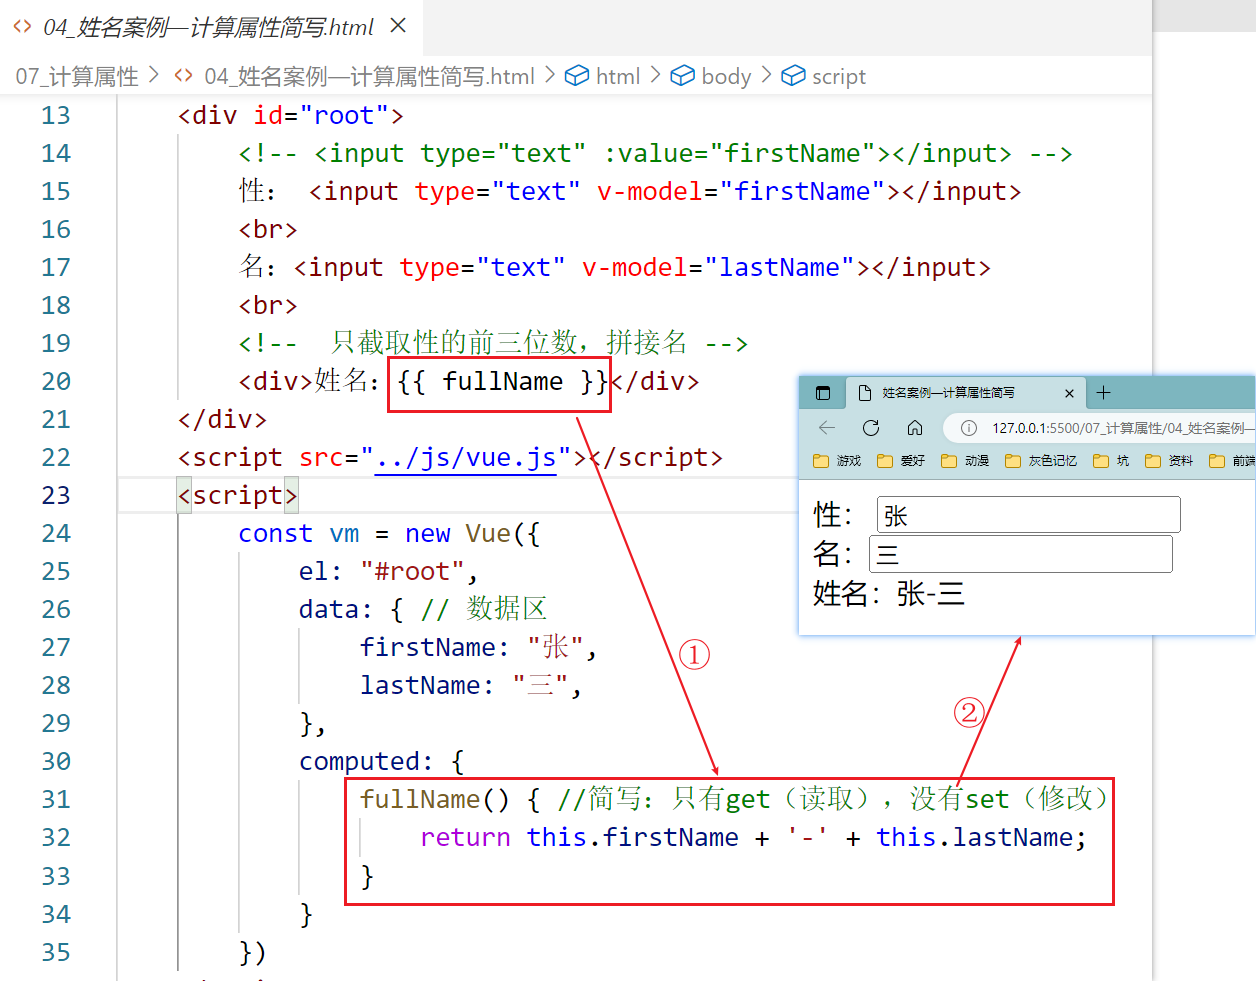 04_姓名案例—计算属性简写.html
07_计算属性 > 04_姓名案例—计算属性简写.html > html > body > script
13 <div id="root">
14 <!-- <input type="text" :value="firstName"></input> -->
15 性： <input type="text" v-model="firstName"></input>
16 <br>
17 名：<input type="text" v-model="lastName"></input>
18 <br>
19 <!--  只截取性的前三位数，拼接名 -->
20 <div>姓名：{{ fullName }}</div>
21 </div>
22 <script src="../js/vue.js"></script>
23 <script>
24 const vm = new Vue({
25 el: "#root",
26 data: { // 数据区
27 firstName: "张",
28 lastName: "三",
29 },
30 computed: {
31 fullName() { //简写：只有get（读取），没有set（修改）
32 return this.firstName + '-' + this.lastName;
33 }
34 }
35 })
①
②
姓名案例—计算属性简写
127.0.0.1:5500/07_计算属性/04_姓名案例—
游戏 爱好 动漫 灰色记忆 坑 资料 前端
性： 张
名：三
姓名：张-三